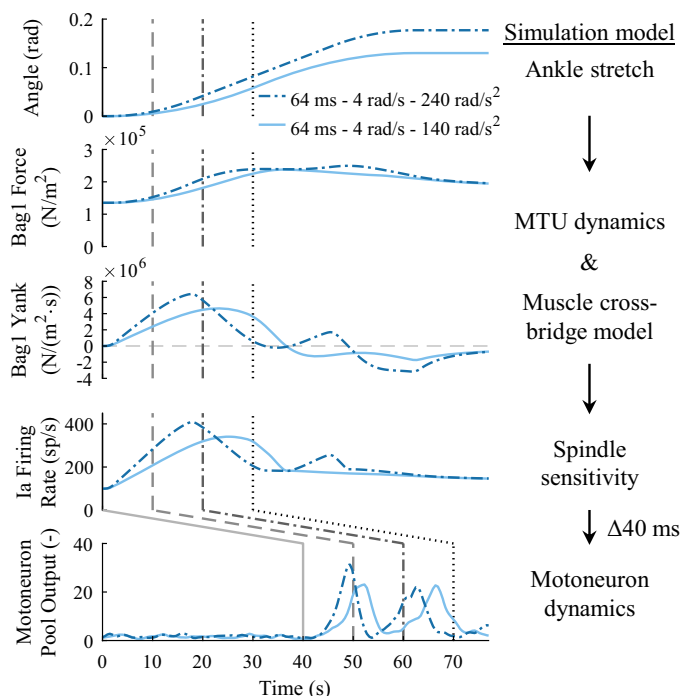 Simulation model
Ankle stretch
MTU dynamics
&
Muscle cross-
bridge model
Spindle
sensitivity
Δ40 ms
Motoneuron
dynamics
Angle (rad)
0.2
0.1
0
64 ms - 4 rad/s - 240 rad/s²
64 ms - 4 rad/s - 140 rad/s²
Bag1 Force
(N/m²)
×10⁵
3
2
1
0
Bag1 Yank
(N/(m²·s))
×10⁶
8
6
4
2
0
-2
-4
Ia Firing
Rate (sp/s)
400
200
0
Motoneuron
Pool Output (-)
40
20
0
0 10 20 30 40 50 60 70
Time (s)